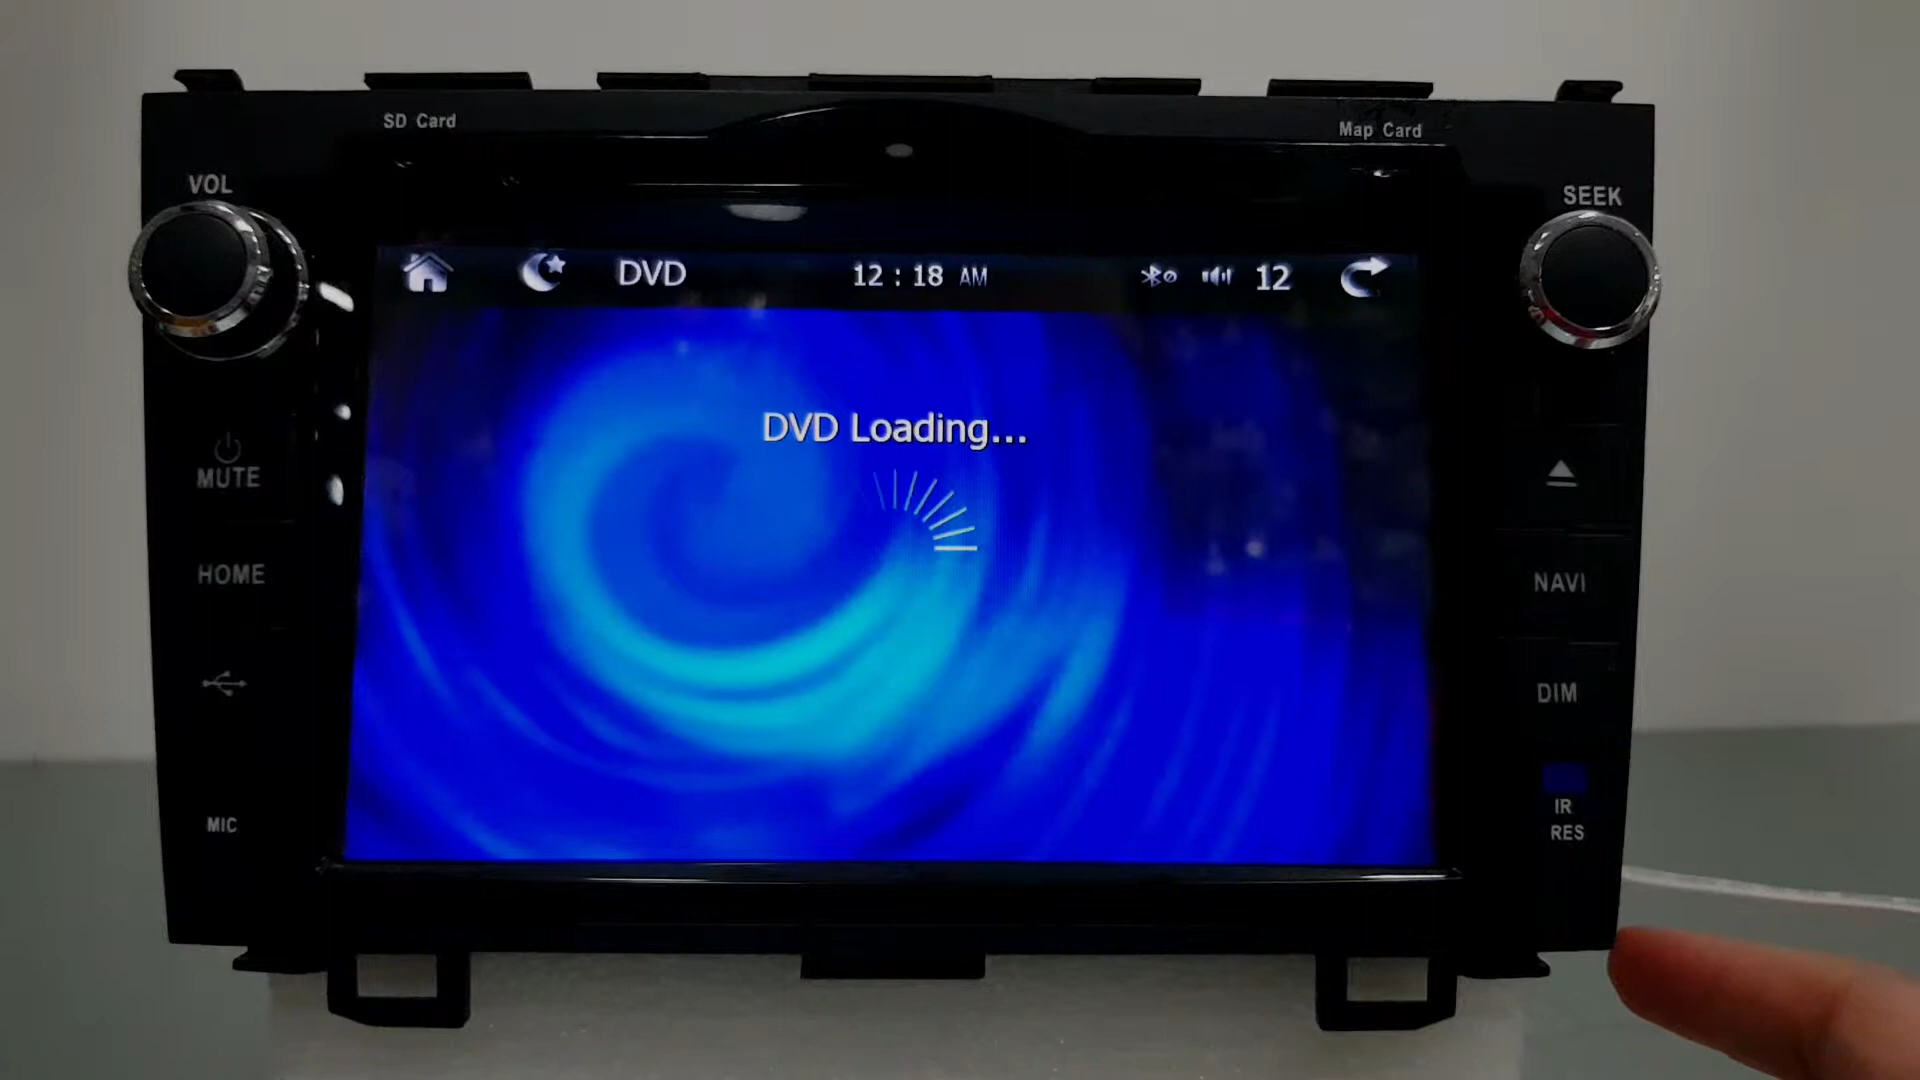 SD Card
Map Card
VOL
SEEK
DVD
12 : 18 AM
12
DVD Loading...
MUTE
HOME
NAVI
DIM
MIC
IR
RES